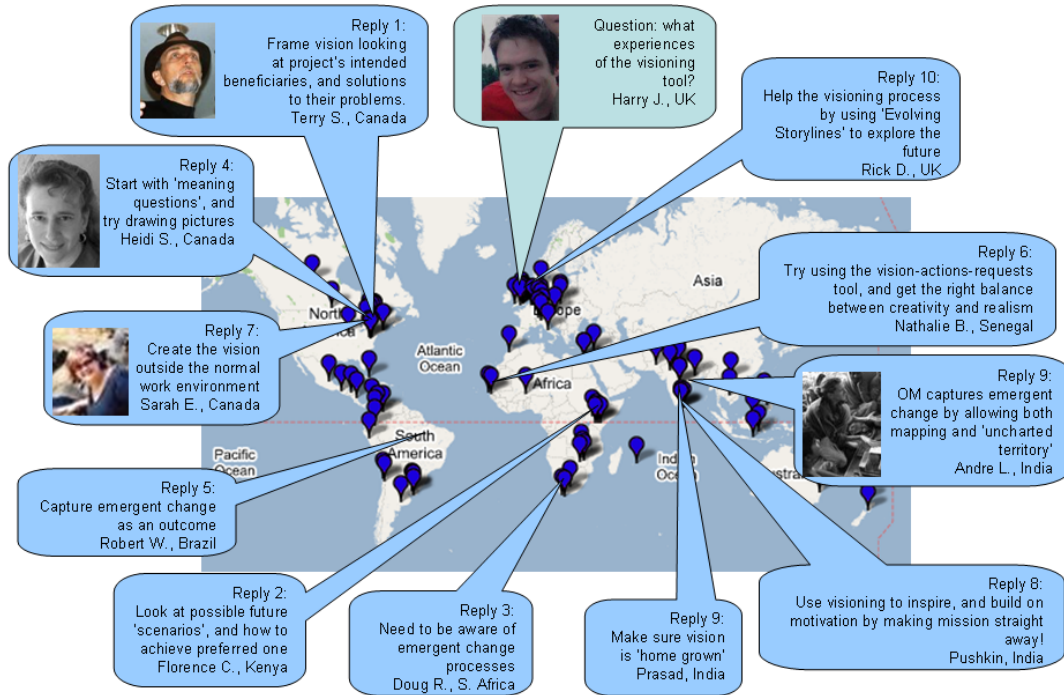 Reply 1:
Frame vision looking
at project's intended
beneficiaries, and solutions
to their problems.
Terry S., Canada
Question: what
experiences
of the visioning
tool?
Harry J., UK
Reply 10:
Help the visioning process
by using 'Evolving
Storylines' to explore the
future
Rick D., UK
Reply 4:
Start with 'meaning
questions', and
try drawing pictures
Heidi S., Canada
Reply 6:
Try using the vision-actions-requests
tool, and get the right balance
between creativity and realism
Nathalie B., Senegal
Reply 7:
Create the vision
outside the normal
work environment
Sarah E., Canada
Reply 9:
OM captures emergent
change by allowing both
mapping and 'uncharted
territory'
Andre L., India
Reply 5:
Capture emergent change
as an outcome
Robert W., Brazil
Reply 2:
Look at possible future
'scenarios', and how to
achieve preferred one
Florence C., Kenya
Reply 3:
Need to be aware of
emergent change
processes
Doug R., S. Africa
Reply 9:
Make sure vision
is 'home grown'
Prasad, India
Reply 8:
Use visioning to inspire, and build on
motivation by making mission straight
away!
Pushkin, India
Asia
Atlantic
Ocean
Africa
South
America
Pacific
Ocean
Ocean